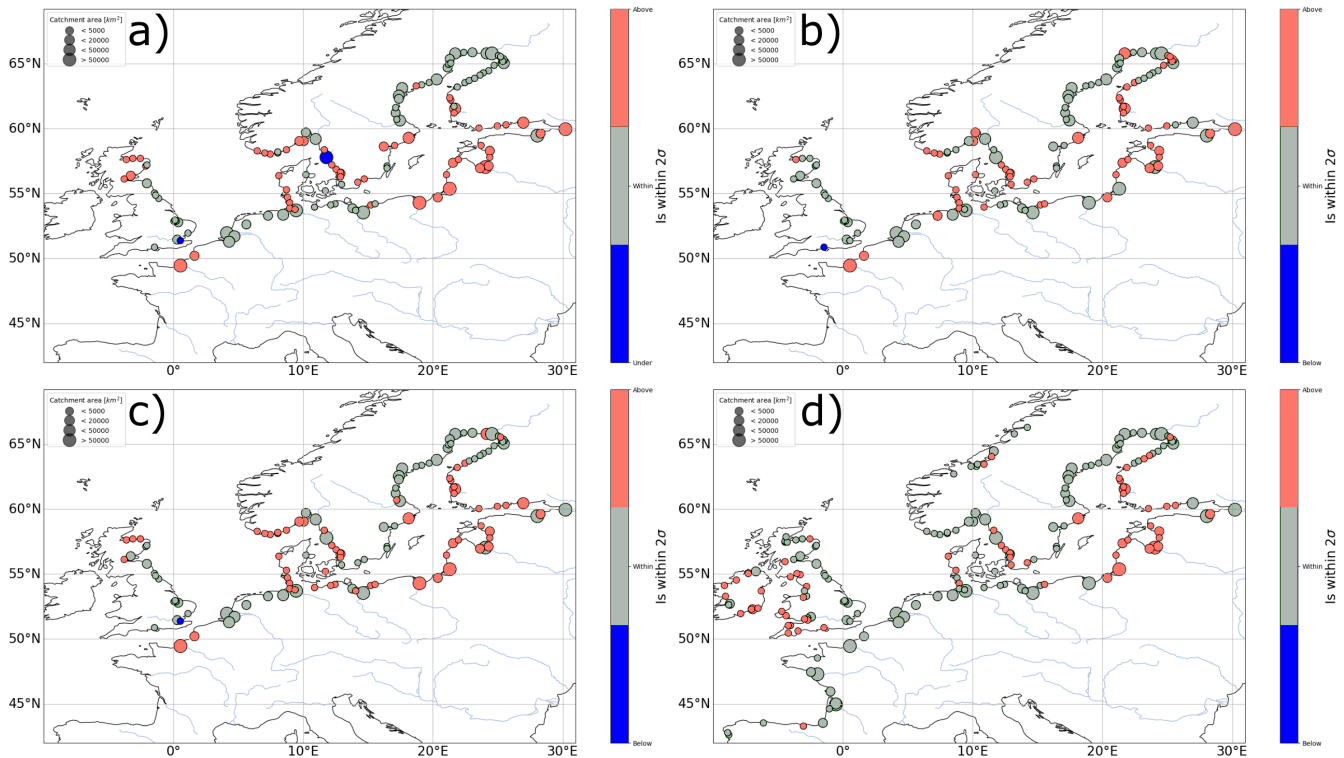 Catchment area [km²]
< 5000
< 20000
< 50000
> 50000
a)
65°N
60°N
55°N
50°N
45°N
0°
10°E
20°E
30°E
Above
Within
Under
Is within 2σ
Catchment area [km²]
< 5000
< 20000
< 50000
> 50000
b)
65°N
60°N
55°N
50°N
45°N
0°
10°E
20°E
30°E
Above
Within
Below
Is within 2σ
Catchment area [km²]
< 5000
< 20000
< 50000
> 50000
c)
65°N
60°N
55°N
50°N
45°N
0°
10°E
20°E
30°E
Above
Within
Below
Is within 2σ
Catchment area [km²]
< 5000
< 20000
< 50000
> 50000
d)
65°N
60°N
55°N
50°N
45°N
0°
10°E
20°E
30°E
Above
Within
Below
Is within 2σ